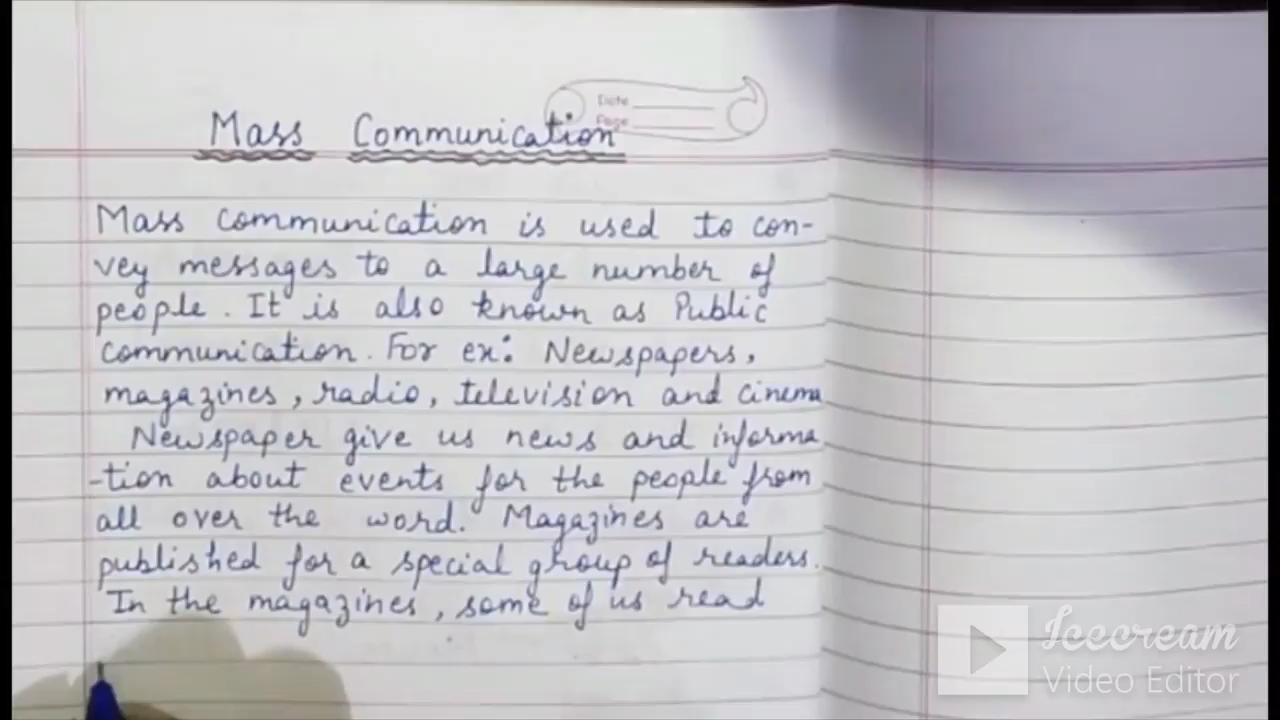 Date
Page
Mass Communication
Mass communication is used to con-
vey messages to a large number of
people. It is also known as Public
communication. For ex: Newspapers,
magazines, radio, television and cinema
Newspaper give us news and informa
-tion about events for the people from
all over the word. Magazines are
published for a special group of readers.
In the magazines, some of us read
Icecream
Video Editor